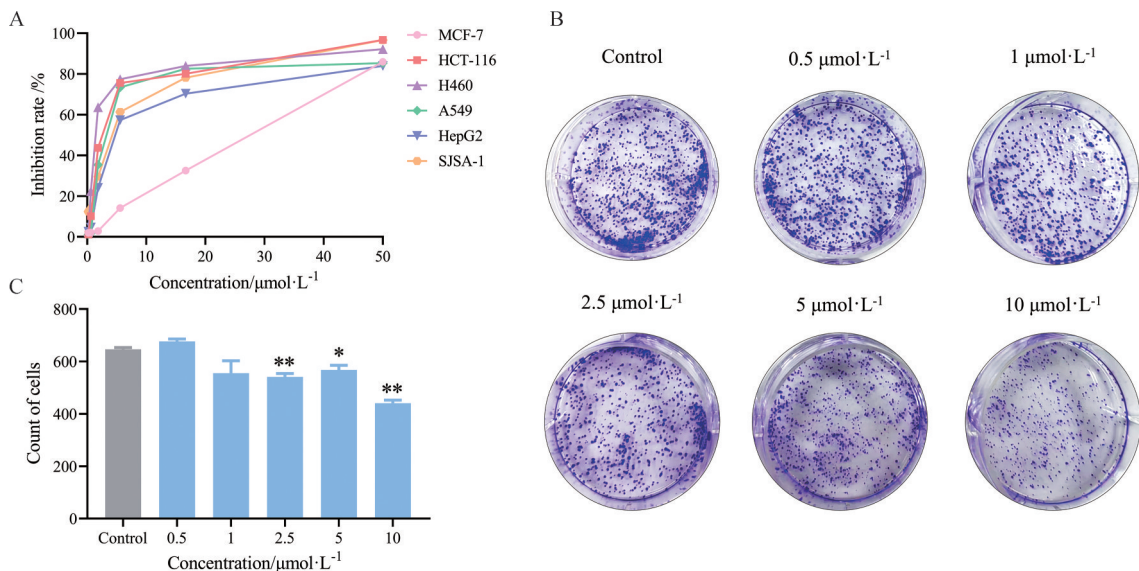 A
Inhibition rate /%
100
80
60
40
20
0
0 10 20 30 40 50
Concentration/μmol·L⁻¹
MCF-7
HCT-116
H460
A549
HepG2
SJSA-1
B
Control 0.5 μmol·L⁻¹ 1 μmol·L⁻¹
2.5 μmol·L⁻¹ 5 μmol·L⁻¹ 10 μmol·L⁻¹
C
Count of cells
800
600
400
200
0
** * **
Control 0.5 1 2.5 5 10
Concentration/μmol·L⁻¹